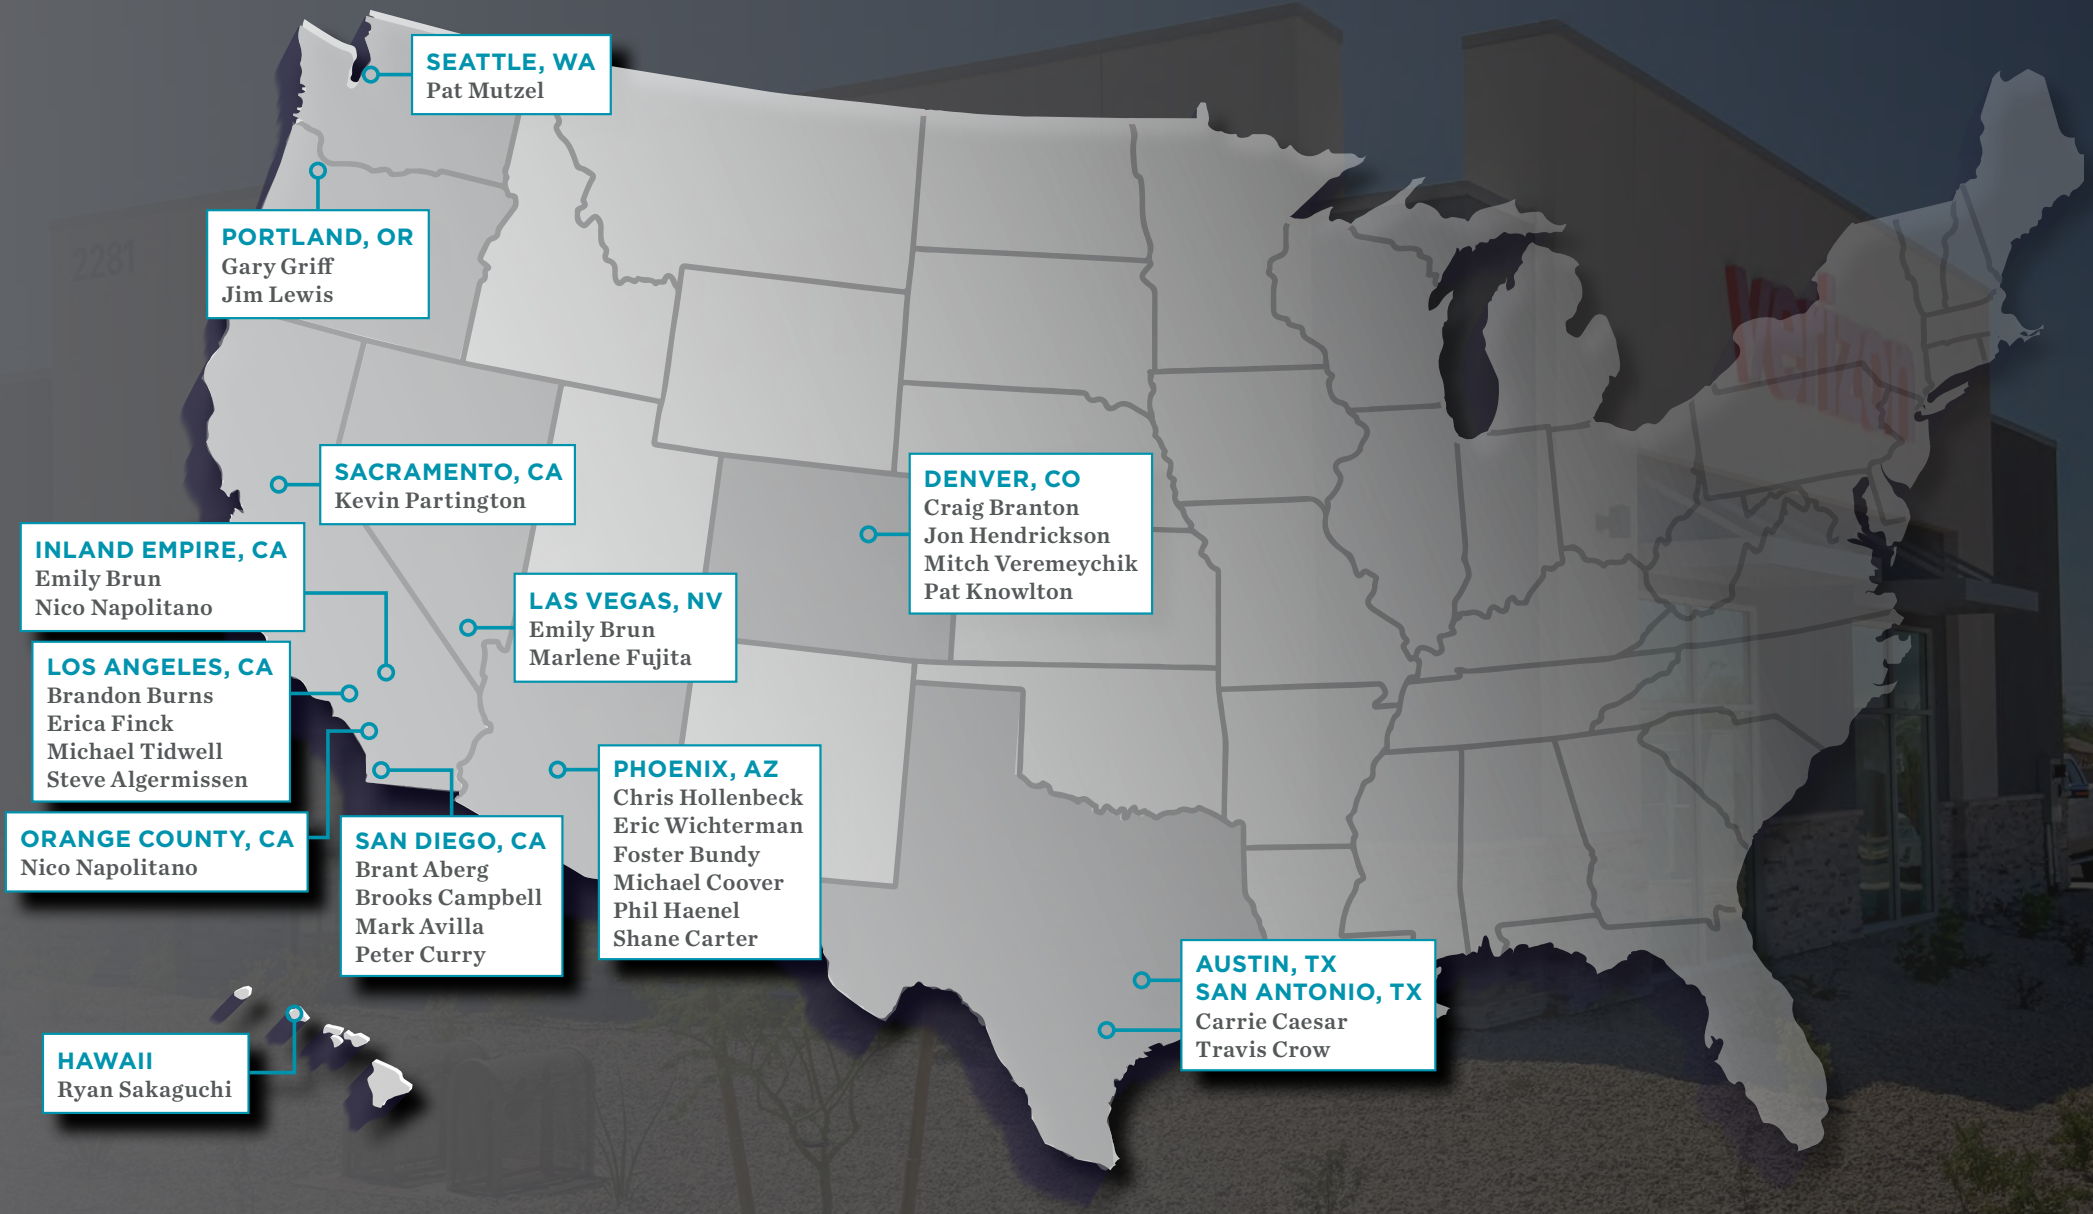 SEATTLE, WA
Pat Mutzel
PORTLAND, OR
Gary Griff
Jim Lewis
2281
verizon
SACRAMENTO, CA
Kevin Partington
INLAND EMPIRE, CA
Emily Brun
Nico Napolitano
LAS VEGAS, NV
Emily Brun
Marlene Fujita
DENVER, CO
Craig Branton
Jon Hendrickson
Mitch Veremeychik
Pat Knowlton
LOS ANGELES, CA
Brandon Burns
Erica Finck
Michael Tidwell
Steve Algermissen
ORANGE COUNTY, CA
Nico Napolitano
SAN DIEGO, CA
Brant Aberg
Brooks Campbell
Mark Avilla
Peter Curry
PHOENIX, AZ
Chris Hollenbeck
Eric Wichterman
Foster Bundy
Michael Coover
Phil Haenel
Shane Carter
AUSTIN, TX
SAN ANTONIO, TX
Carrie Caesar
Travis Crow
HAWAII
Ryan Sakaguchi